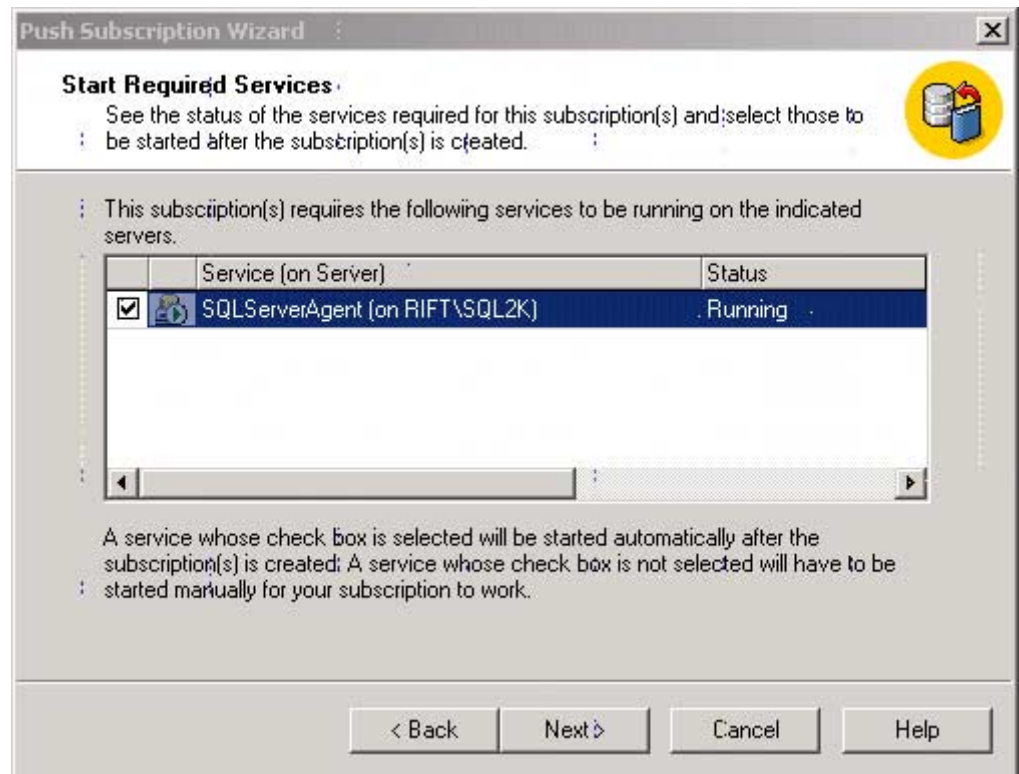 Push Subscription Wizard
Start Required Services
See the status of the services required for this subscription(s) and select those to
be started after the subscription(s) is created.
This subscription(s) requires the following services to be running on the indicated
servers.
Service (on Server) Status
SQLServerAgent (on RIFT\SQL2K) Running
A service whose check box is selected will be started automatically after the
subscription(s) is created. A service whose check box is not selected will have to be
started manually for your subscription to work.
< Back Next > Cancel Help